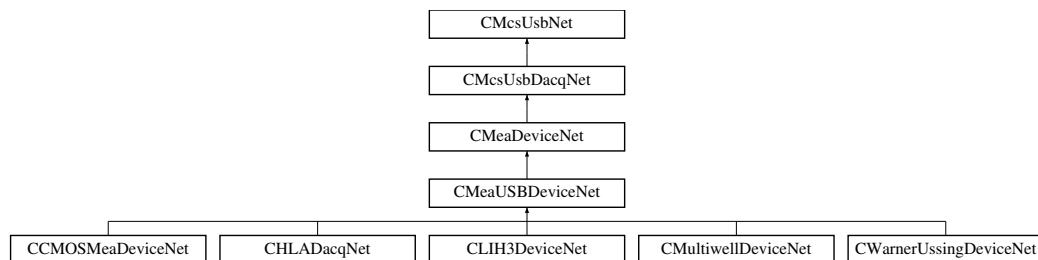 CMcsUsbNet
CMcsUsbDacqNet
CMeaDeviceNet
CMeaUSBDeviceNet
CCMOSMeaDeviceNet CHLADacqNet CLIH3DeviceNet CMultiwellDeviceNet CWarnerUssingDeviceNet